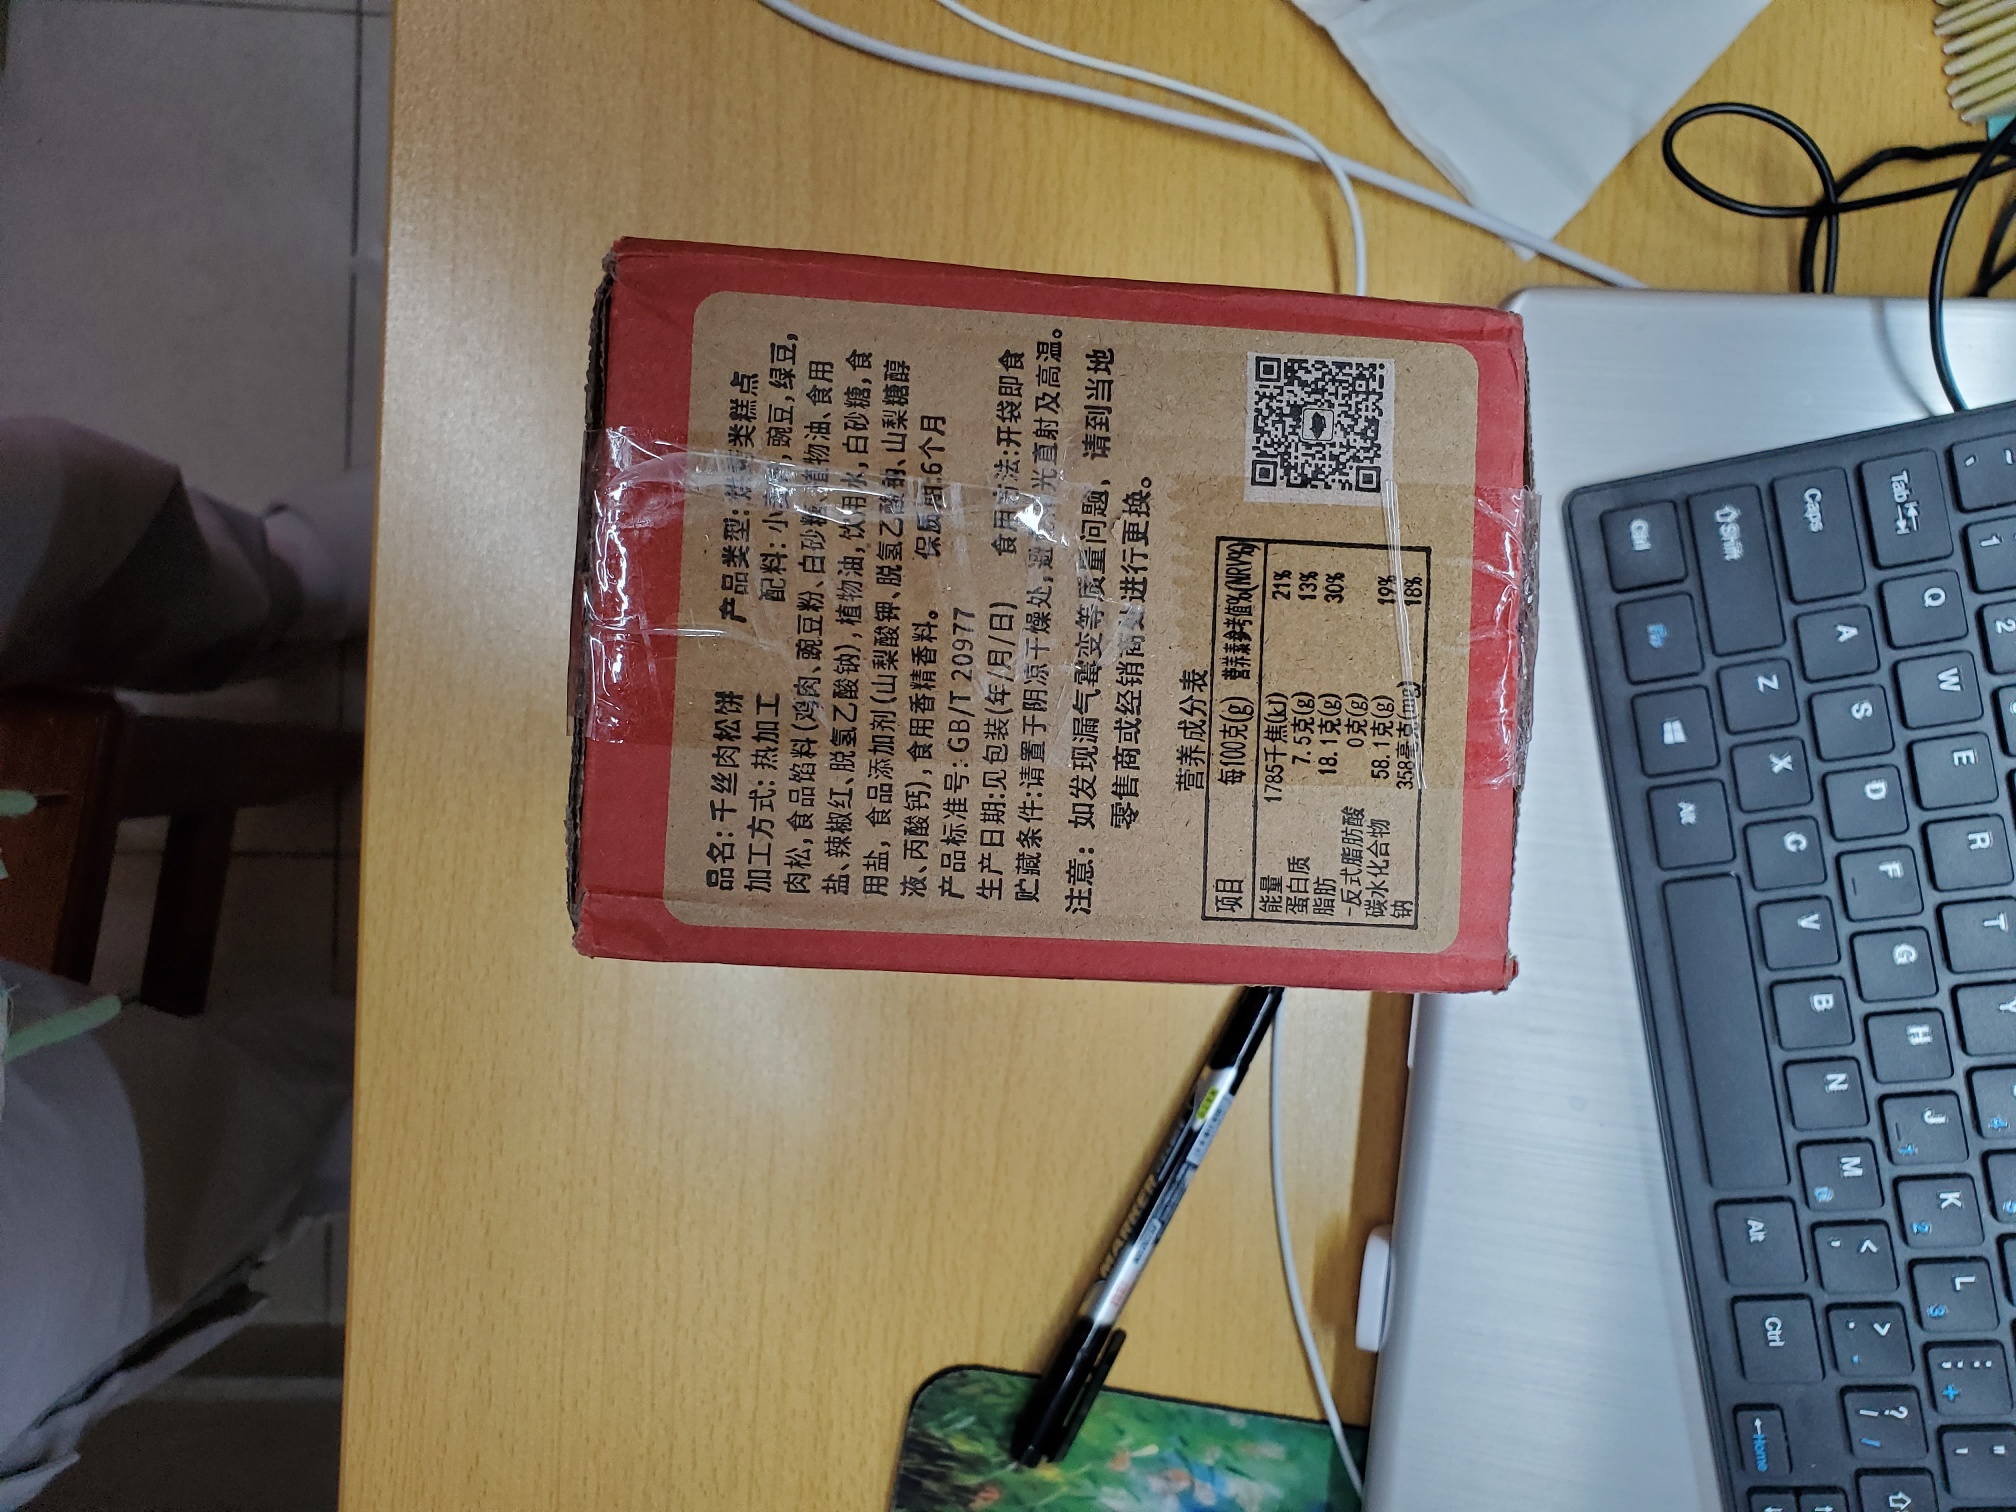 品名：千丝肉松饼 产品类型：烘烤类糕点
加工方式：热加工 配料：小麦粉，豌豆，绿豆，
肉松，食品馅料（鸡肉、豌豆粉、白砂糖、植物油、食用
盐、辣椒红、脱氢乙酸钠），植物油，饮用水，白砂糖，食
用盐，食品添加剂（山梨酸钾、脱氢乙酸钠、山梨糖醇
液、丙酸钙），食用香精香料。 保质期：6个月
产品标准号：GB/T 20977
生产日期：见包装（年/月/日） 食用方法：开袋即食
贮藏条件：请置于阴凉干燥处，避免阳光直射及高温。
注意：如发现漏气霉变等质量问题，请到当地
零售商或经销商处进行更换。
营养成分表
项目 每100克(g) 营养素参考值%(NRV%)
能量 1785千焦(kJ) 21%
蛋白质 7.5克(g) 13%
脂肪 18.1克(g) 30%
-反式脂肪酸 0克(g)
碳水化合物 58.1克(g) 19%
钠 358毫克(mg) 18%
MARKER
Ctrl Fn Alt Alt Ctrl Home
Shift Z X C V B N M < , > . ? /
Caps A S D F G H J K L
Tab Q W E R T Y
1 2